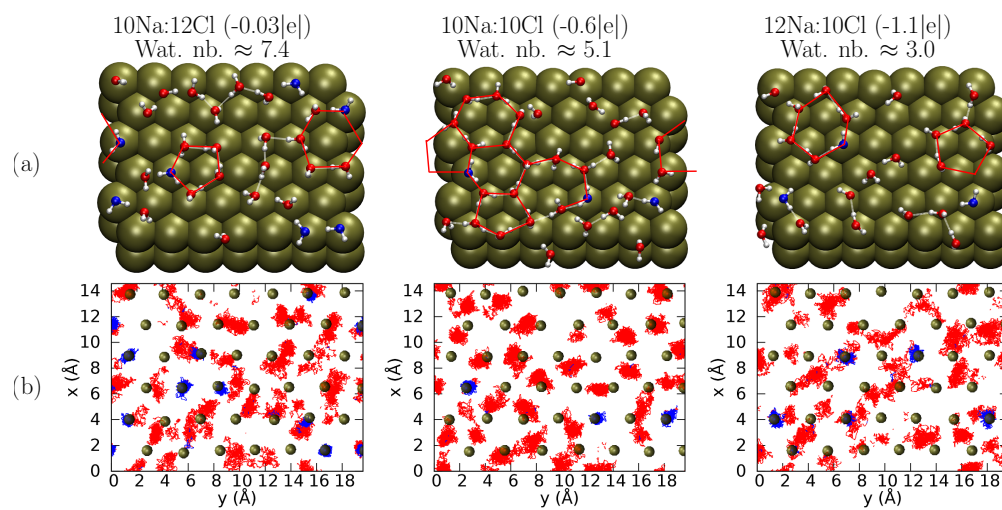 10Na:12Cl (-0.03|e|)
Wat. nb. ≈ 7.4
10Na:10Cl (-0.6|e|)
Wat. nb. ≈ 5.1
12Na:10Cl (-1.1|e|)
Wat. nb. ≈ 3.0
(a)
(b)
x (Å)
14
12
10
8
6
4
2
0
0 2 4 6 8 10 12 14 16 18
y (Å)
x (Å)
14
12
10
8
6
4
2
0
0 2 4 6 8 10 12 14 16 18
y (Å)
x (Å)
14
12
10
8
6
4
2
0
0 2 4 6 8 10 12 14 16 18
y (Å)